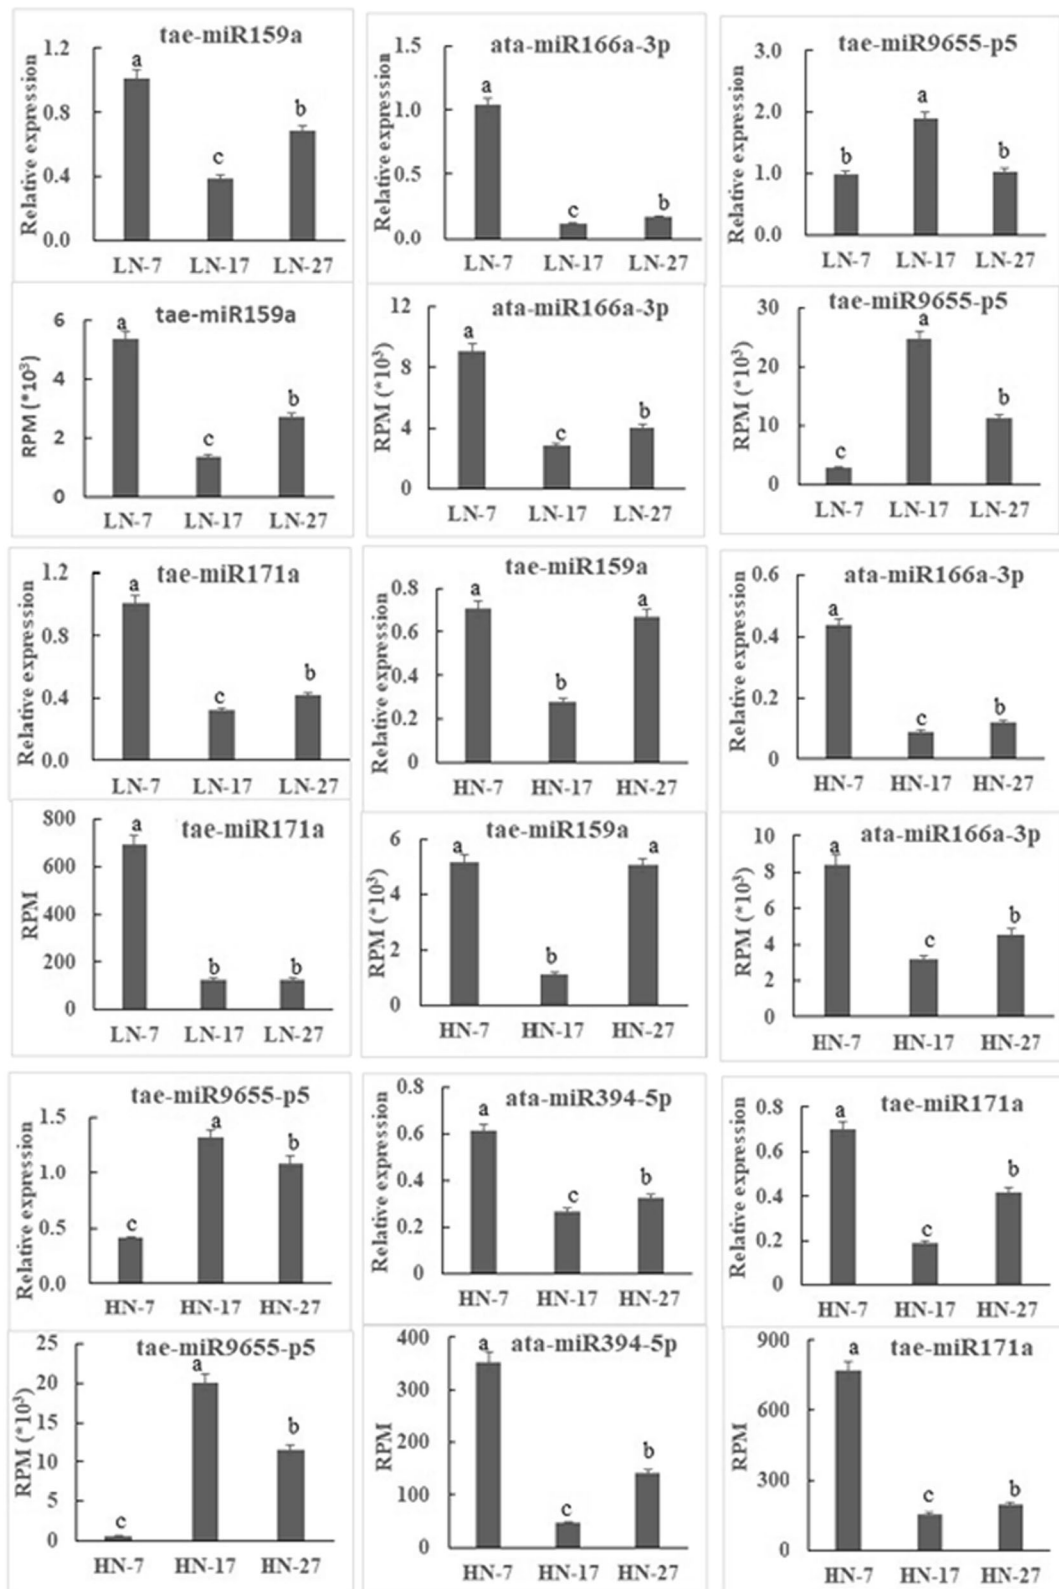 tae-miR159a
Relative expression
1.2
0.8
0.4
0.0
a
c
b
LN-7 LN-17 LN-27
ata-miR166a-3p
Relative expression
1.5
1.0
0.5
0.0
a
c
b
LN-7 LN-17 LN-27
tae-miR9655-p5
Relative expression
3.0
2.0
1.0
0.0
b
a
b
LN-7 LN-17 LN-27
tae-miR159a
RPM (*10³)
6
4
2
0
a
c
b
LN-7 LN-17 LN-27
ata-miR166a-3p
RPM (*10³)
12
9
6
4
0
a
c
b
LN-7 LN-17 LN-27
tae-miR9655-p5
RPM (*10³)
30
20
10
0
c
a
b
LN-7 LN-17 LN-27
tae-miR171a
Relative expression
1.2
0.8
0.4
0.0
a
c
b
LN-7 LN-17 LN-27
tae-miR159a
Relative expression
0.8
0.6
0.4
0.2
0
a
b
a
HN-7 HN-17 HN-27
ata-miR166a-3p
Relative expression
0.6
0.4
0.2
0
a
c
b
HN-7 HN-17 HN-27
tae-miR171a
RPM
800
600
400
200
0
a
b
b
LN-7 LN-17 LN-27
tae-miR159a
RPM (*10³)
6
4
2
0
a
b
a
HN-7 HN-17 HN-27
ata-miR166a-3p
RPM (*10³)
10
8
6
4
2
0
a
c
b
HN-7 HN-17 HN-27
tae-miR9655-p5
Relative expression
1.5
1.0
0.5
0.0
c
a
b
HN-7 HN-17 HN-27
ata-miR394-5p
Relative expression
0.8
0.6
0.4
0.2
0
a
c
b
HN-7 HN-17 HN-27
tae-miR171a
Relative expression
0.8
0.6
0.4
0.2
0
a
c
b
HN-7 HN-17 HN-27
tae-miR9655-p5
RPM (*10³)
25
20
15
10
5
0
c
a
b
HN-7 HN-17 HN-27
ata-miR394-5p
RPM
400
300
200
100
0
a
c
b
HN-7 HN-17 HN-27
tae-miR171a
RPM
900
600
300
0
a
c
b
HN-7 HN-17 HN-27